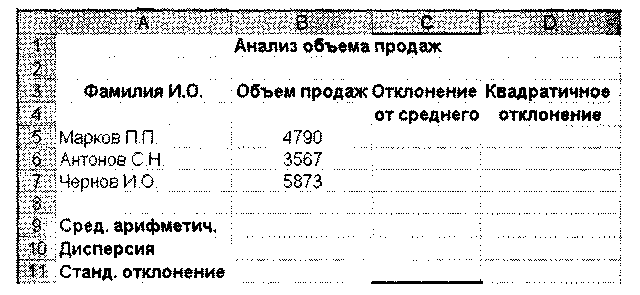 A B C D
1 Анализ объема продаж
2
3 Фамилия И.О. Объем продаж Отклонение Квадратичное
4 от среднего отклонение
5 Марков П.П. 4790
6 Антонов С.Н. 3567
7 Чернов И.О. 5873
8
9 Сред. арифметич.
10 Дисперсия
11 Станд. отклонение